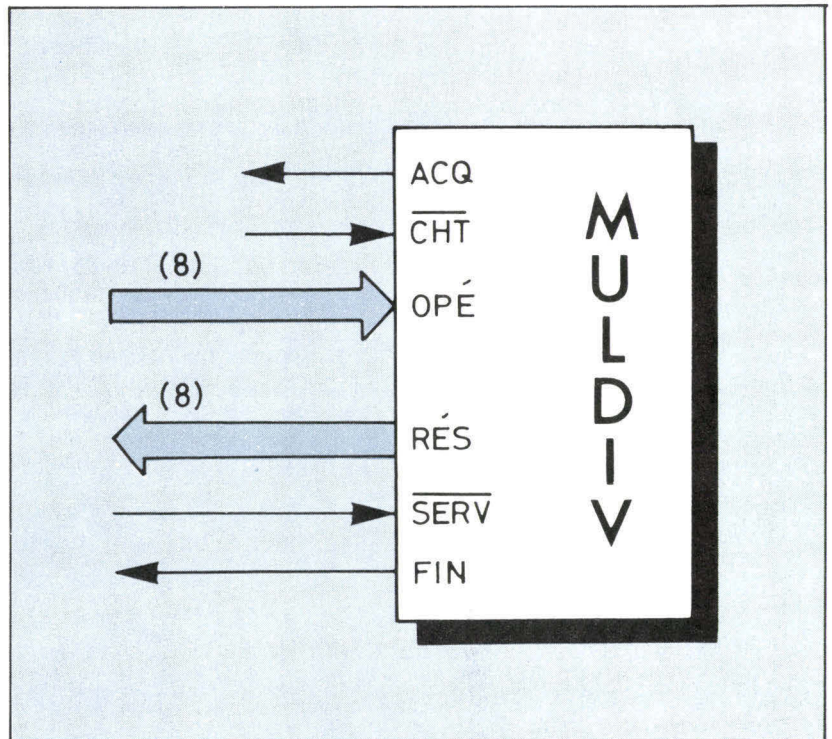 ACQ
CHT
(8)
OPÉ
(8)
RÉS
SERV
FIN
MULDIV